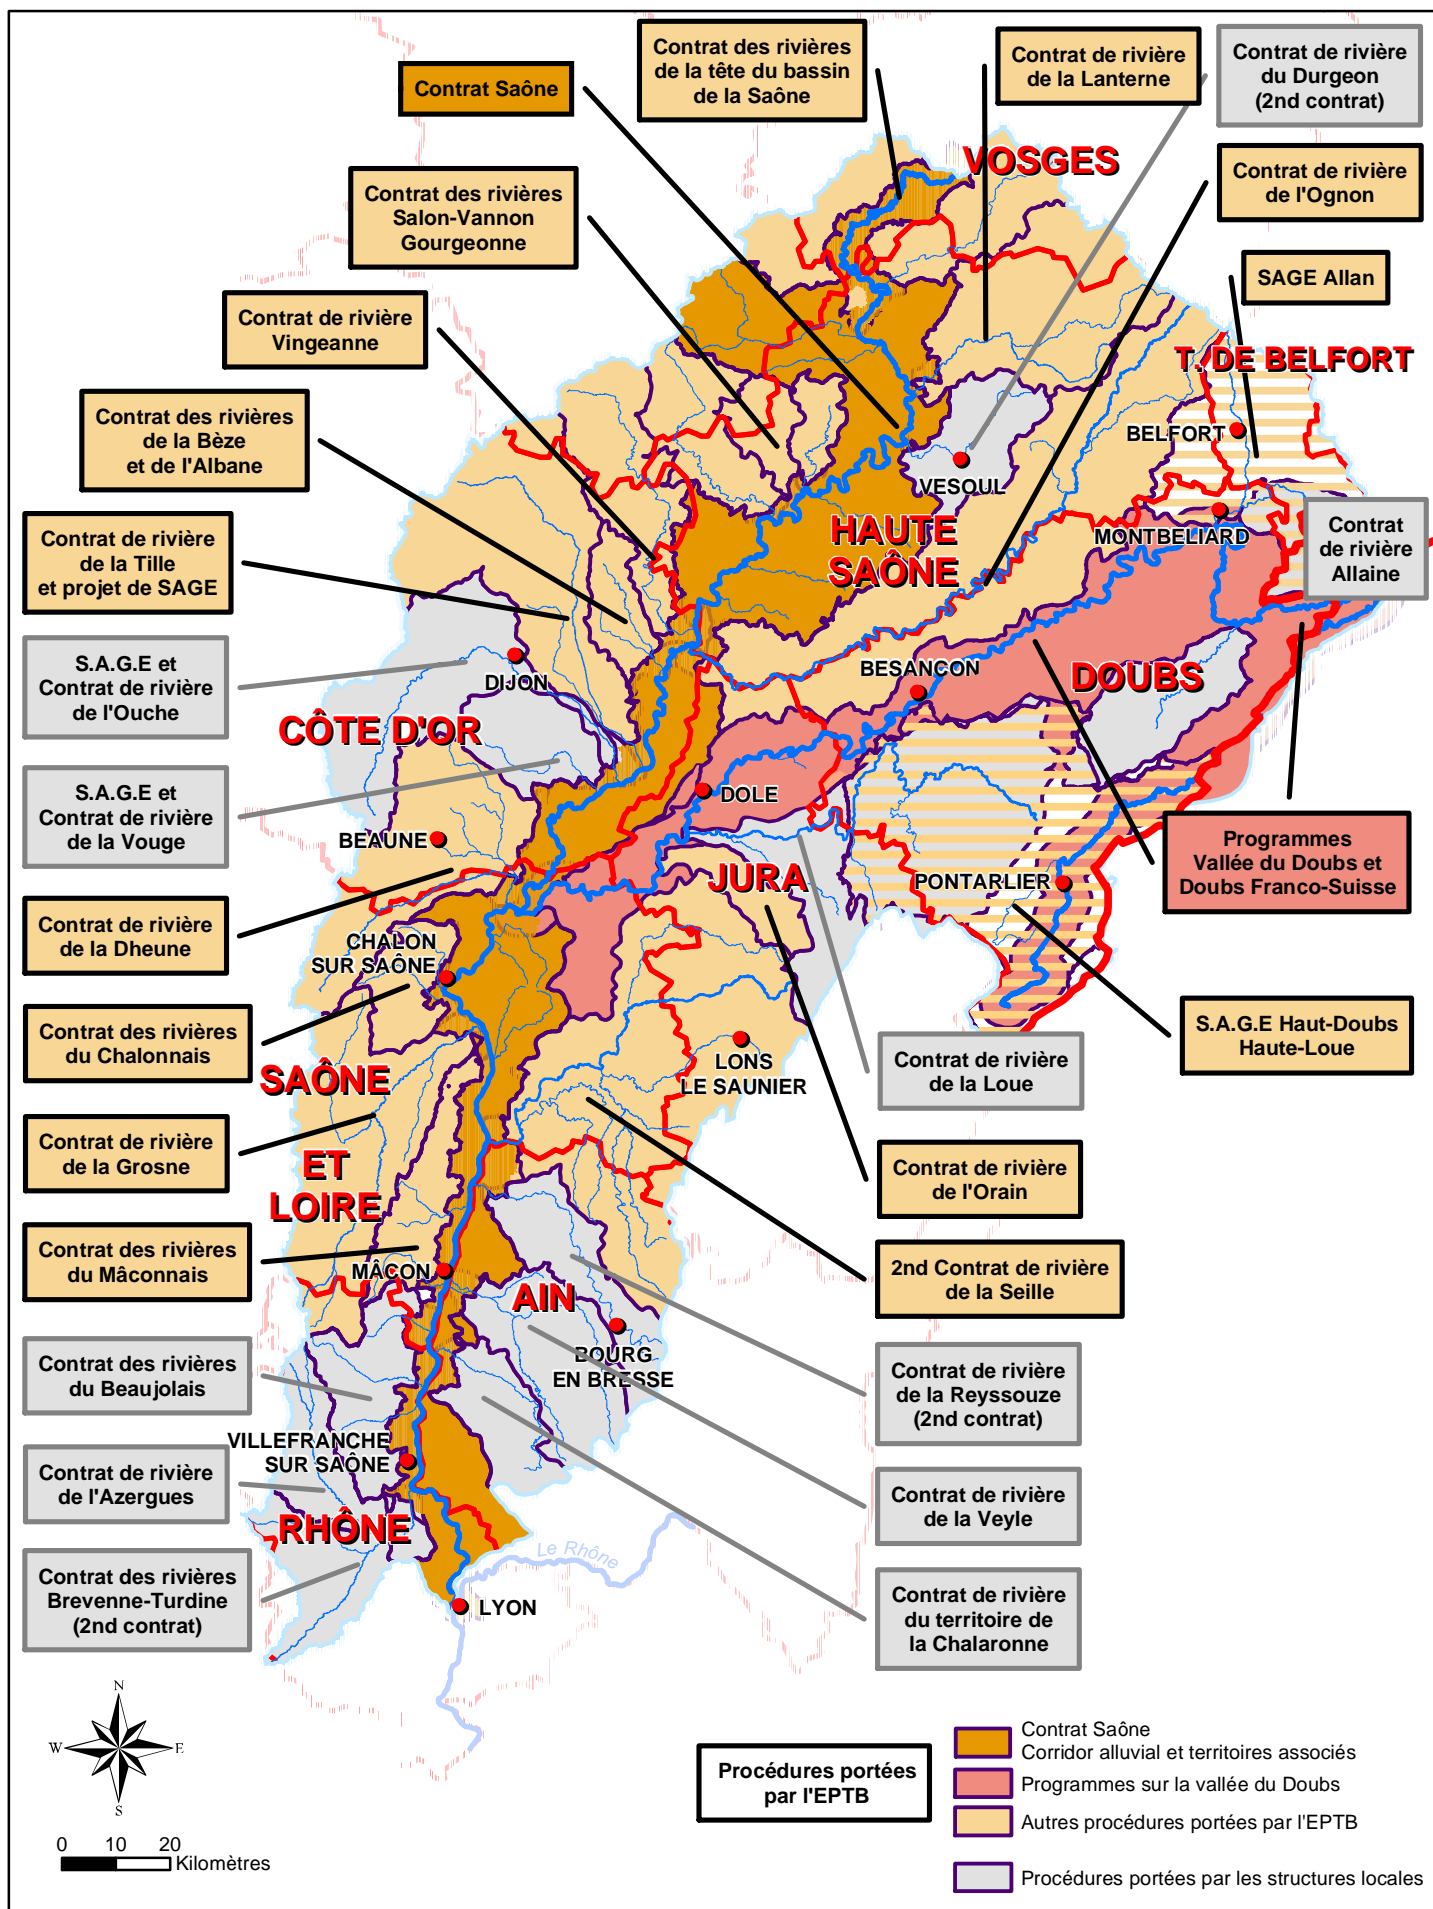 Contrat des rivières
de la tête du bassin
de la Saône
Contrat de rivière
de la Lanterne
Contrat de rivière
du Durgeon
(2nd contrat)
Contrat Saône
VOSGES
Contrat de rivière
de l'Ognon
Contrat des rivières
Salon-Vannon
Gourgeonne
SAGE Allan
Contrat de rivière
Vingeanne
T. DE BELFORT
Contrat des rivières
de la Bèze
et de l'Albane
BELFORT
VESOUL
HAUTE
SAÔNE
MONTBELIARD
Contrat
de rivière
Allaine
Contrat de rivière
de la Tille
et projet de SAGE
S.A.G.E et
Contrat de rivière
de l'Ouche
DIJON
BESANCON
DOUBS
CÔTE D'OR
S.A.G.E et
Contrat de rivière
de la Vouge
DOLE
BEAUNE
JURA
PONTARLIER
Programmes
Vallée du Doubs et
Doubs Franco-Suisse
Contrat de rivière
de la Dheune
CHALON
SUR SAÔNE
Contrat des rivières
du Chalonnais
S.A.G.E Haut-Doubs
Haute-Loue
LONS
LE SAUNIER
Contrat de rivière
de la Loue
SAÔNE
ET
LOIRE
Contrat de rivière
de la Grosne
Contrat de rivière
de l'Orain
Contrat des rivières
du Mâconnais
MÂCON
2nd Contrat de rivière
de la Seille
AIN
BOURG
EN BRESSE
Contrat des rivières
du Beaujolais
Contrat de rivière
de la Reyssouze
(2nd contrat)
VILLEFRANCHE
SUR SAÔNE
Contrat de rivière
de l'Azergues
Contrat de rivière
de la Veyle
RHÔNE
Le Rhône
Contrat des rivières
Brevenne-Turdine
(2nd contrat)
LYON
Contrat de rivière
du territoire de
la Chalaronne
N
W
E
S
0 10 20
Kilomètres
Procédures portées
par l'EPTB
Contrat Saône
Corridor alluvial et territoires associés
Programmes sur la vallée du Doubs
Autres procédures portées par l'EPTB
Procédures portées par les structures locales